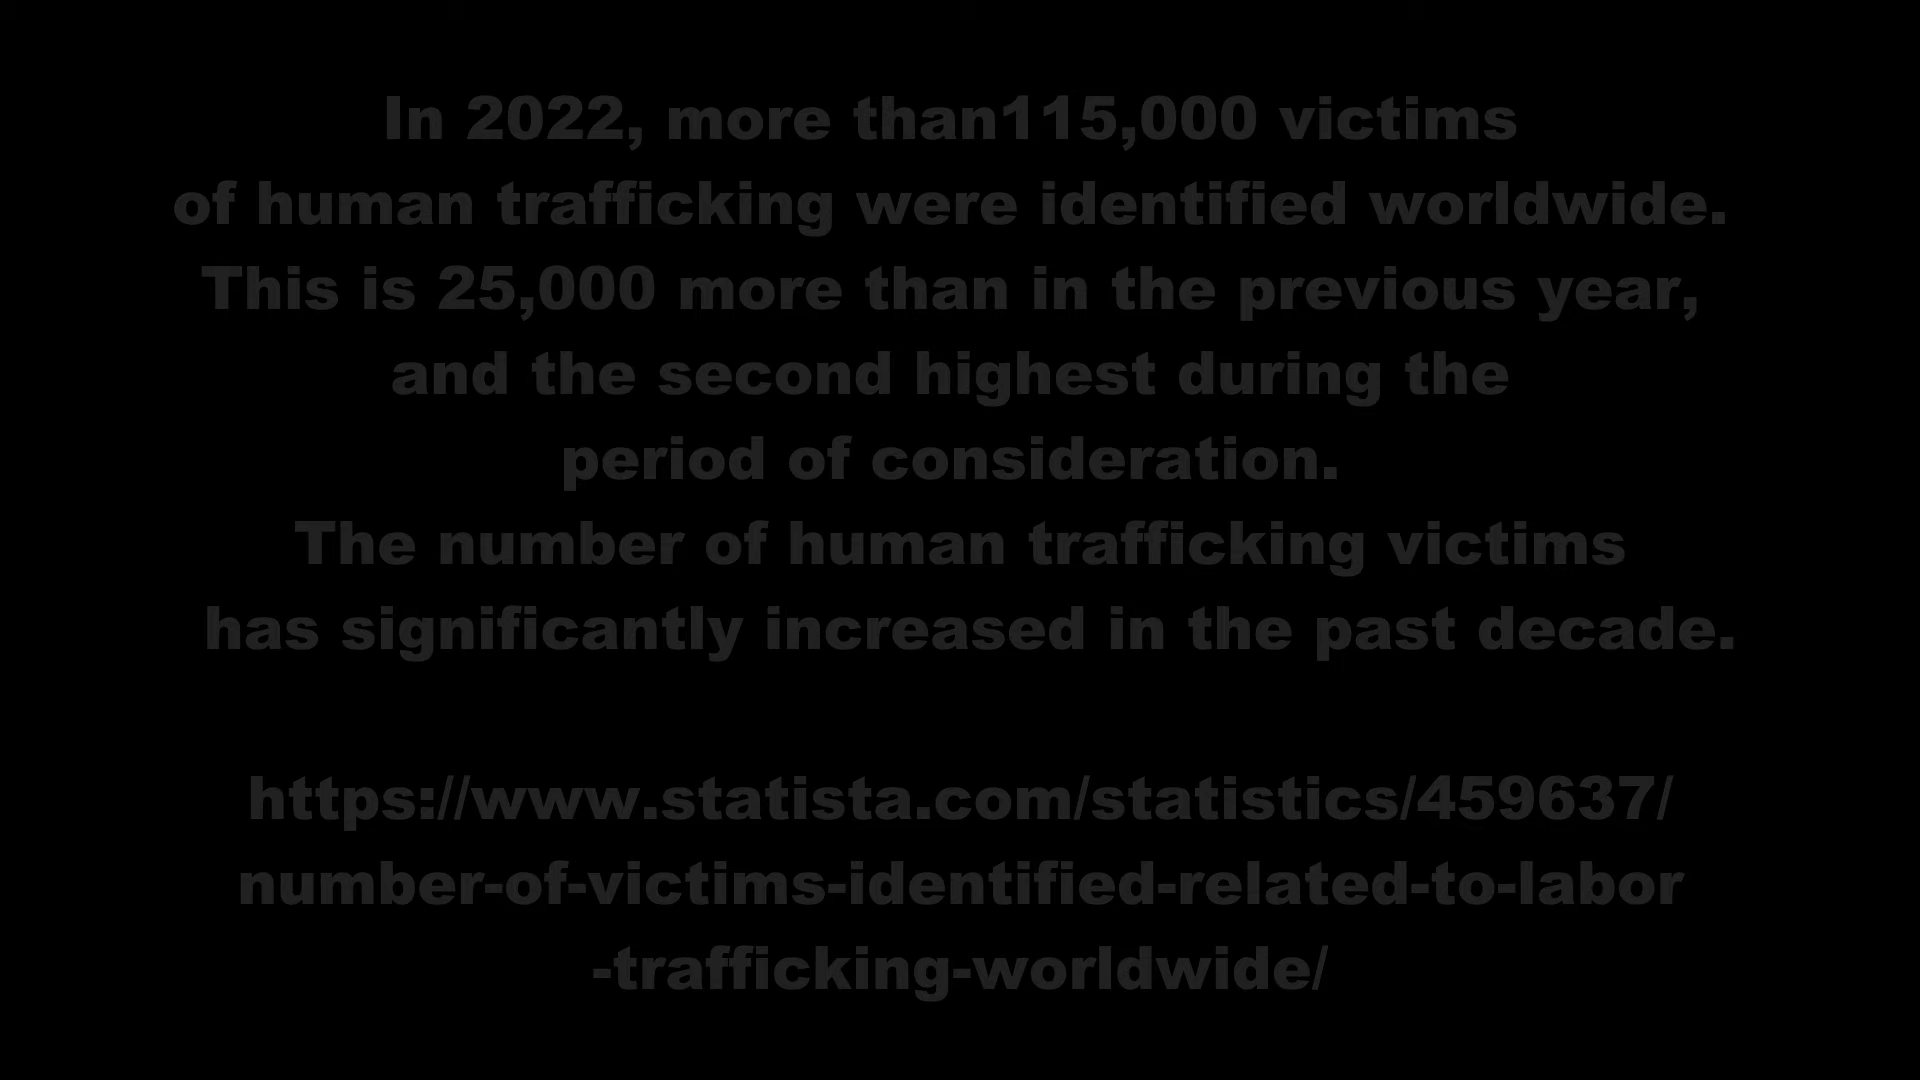 In 2022, more than115,000 victims
of human trafficking were identified worldwide.
This is 25,000 more than in the previous year,
and the second highest during the
period of consideration.
The number of human trafficking victims
has significantly increased in the past decade.
https://www.statista.com/statistics/459637/
number-of-victims-identified-related-to-labor
-trafficking-worldwide/